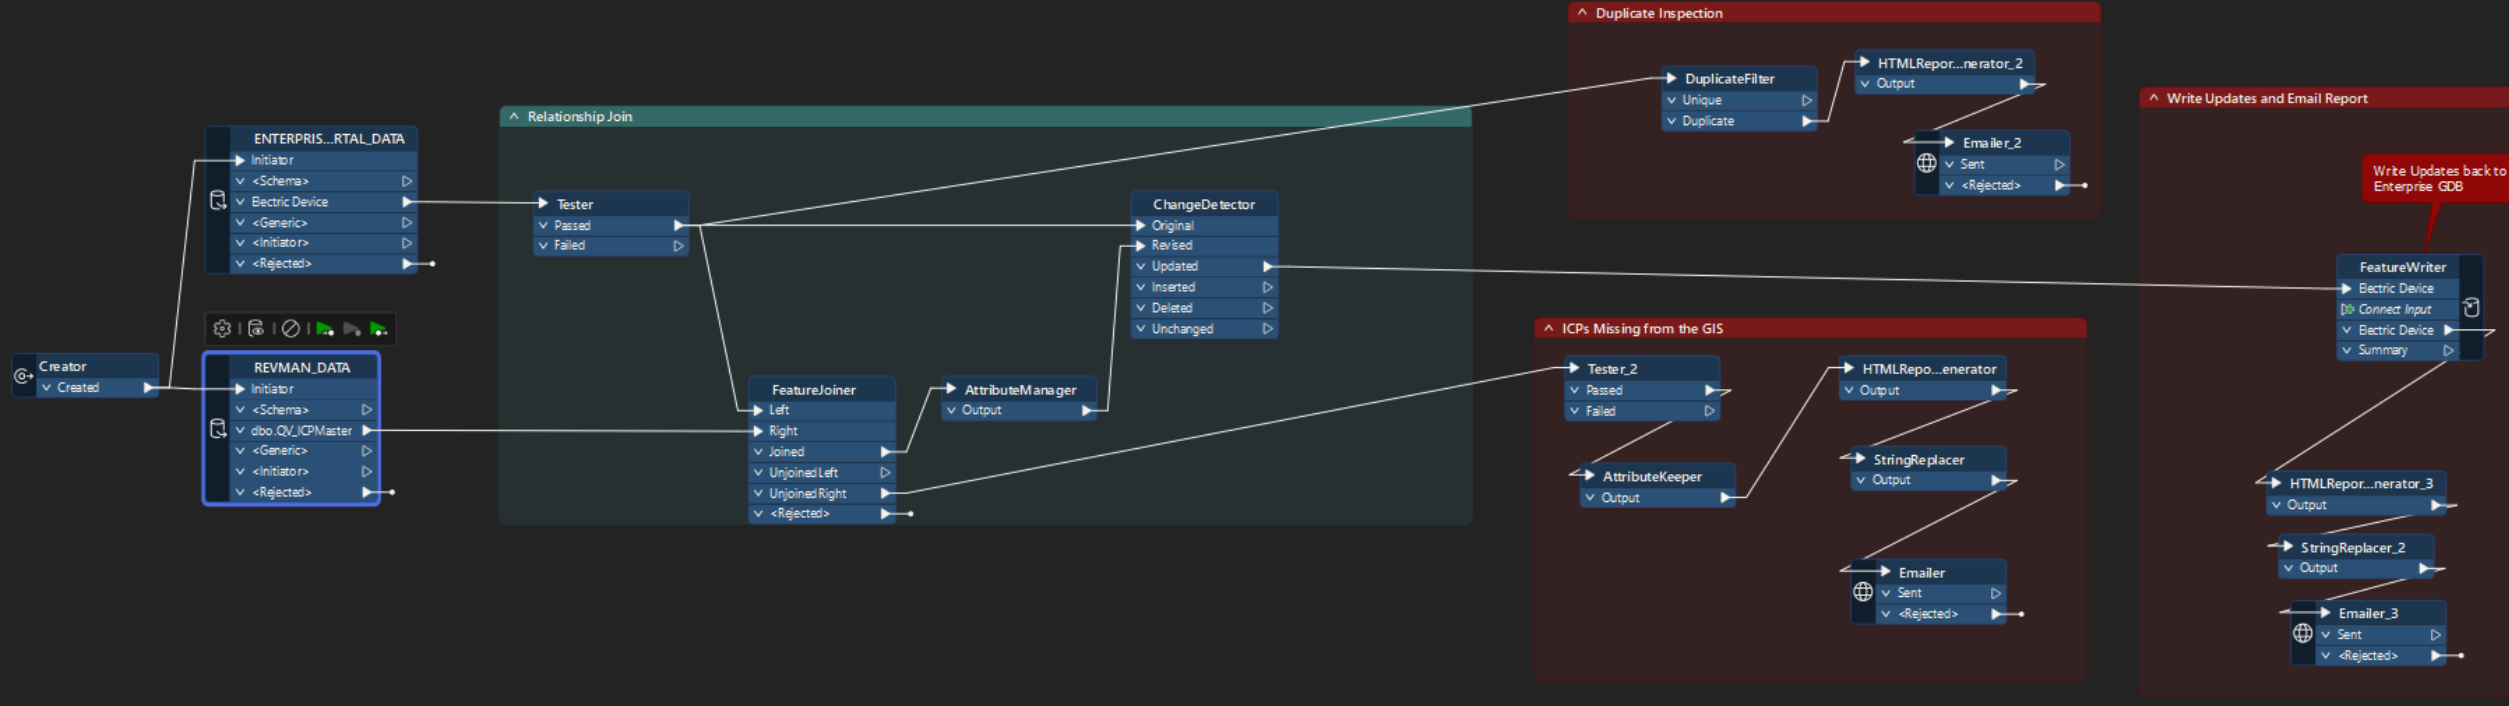 Creator
Created
ENTERPRIS...RTAL_DATA
Initiator
<Schema>
Electric Device
<Generic>
<Initiator>
<Rejected>
REVMAN_DATA
Initiator
<Schema>
dbo.QV_ICPMaster
<Generic>
<Initiator>
<Rejected>
Relationship Join
Tester
Passed
Failed
FeatureJoiner
Left
Right
Joined
UnjoinedLeft
UnjoinedRight
<Rejected>
AttributeManager
Output
ChangeDetector
Original
Revised
Updated
Inserted
Deleted
Unchanged
Duplicate Inspection
DuplicateFilter
Unique
Duplicate
HTMLRepor...nerator_2
Output
Emailer_2
Sent
<Rejected>
ICPs Missing from the GIS
Tester_2
Passed
Failed
AttributeKeeper
Output
HTMLRepo...enerator
Output
StringReplacer
Output
Emailer
Sent
<Rejected>
Write Updates and Email Report
Write Updates back to
Enterprise GDB
FeatureWriter
Electric Device
Connect Input
Electric Device
Summary
HTMLRepor...nerator_3
Output
StringReplacer_2
Output
Emailer_3
Sent
<Rejected>